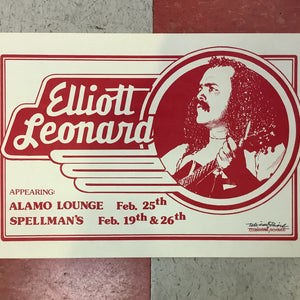 Elliott
Leonard
APPEARING:
ALAMO LOUNGE Feb. 25th
SPELLMAN'S Feb. 19th & 26th